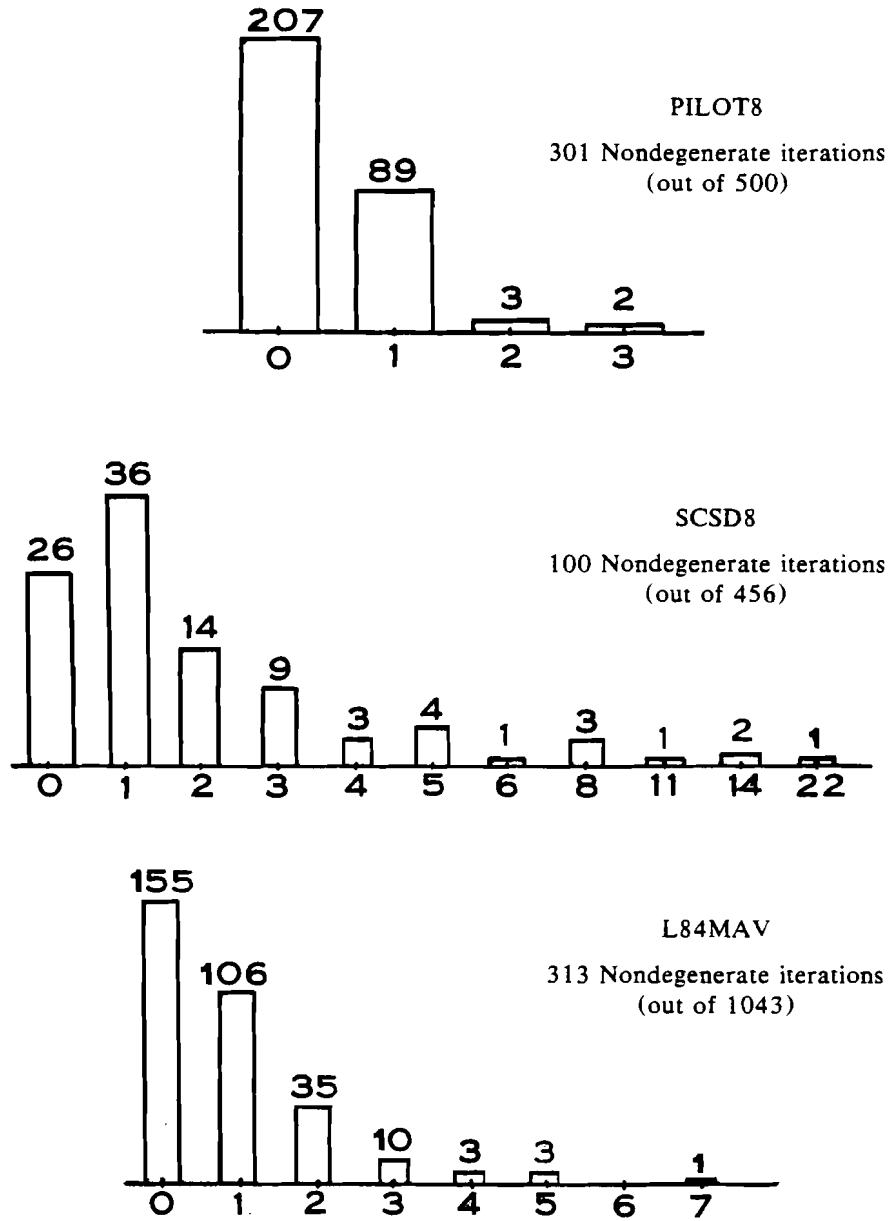 207
PILOT8
301 Nondegenerate iterations
(out of 500)
89
3
2
0 1 2 3
36
SCSD8
26
100 Nondegenerate iterations
(out of 456)
14
9
3 4 1 3 1 2 1
0 1 2 3 4 5 6 8 11 14 22
155
L84MAV
106
313 Nondegenerate iterations
(out of 1043)
35
10
3 3 1
0 1 2 3 4 5 6 7